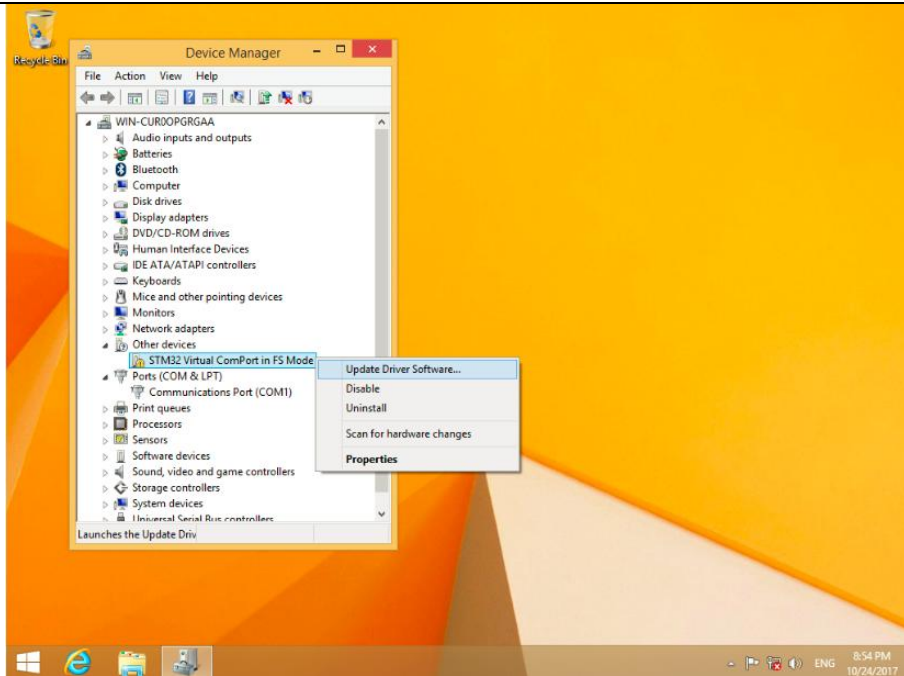 Recycle Bin
Device Manager
File Action View Help
WIN-CUR0OPGRGAA
Audio inputs and outputs
Batteries
Bluetooth
Computer
Disk drives
Display adapters
DVD/CD-ROM drives
Human Interface Devices
IDE ATA/ATAPI controllers
Keyboards
Mice and other pointing devices
Monitors
Network adapters
Other devices
STM32 Virtual ComPort in FS Mode
Ports (COM & LPT)
Communications Port (COM1)
Print queues
Processors
Sensors
Software devices
Sound, video and game controllers
Storage controllers
System devices
Universal Serial Bus controllers
Launches the Update Driv
Update Driver Software...
Disable
Uninstall
Scan for hardware changes
Properties
ENG
8:54 PM
10/24/2017